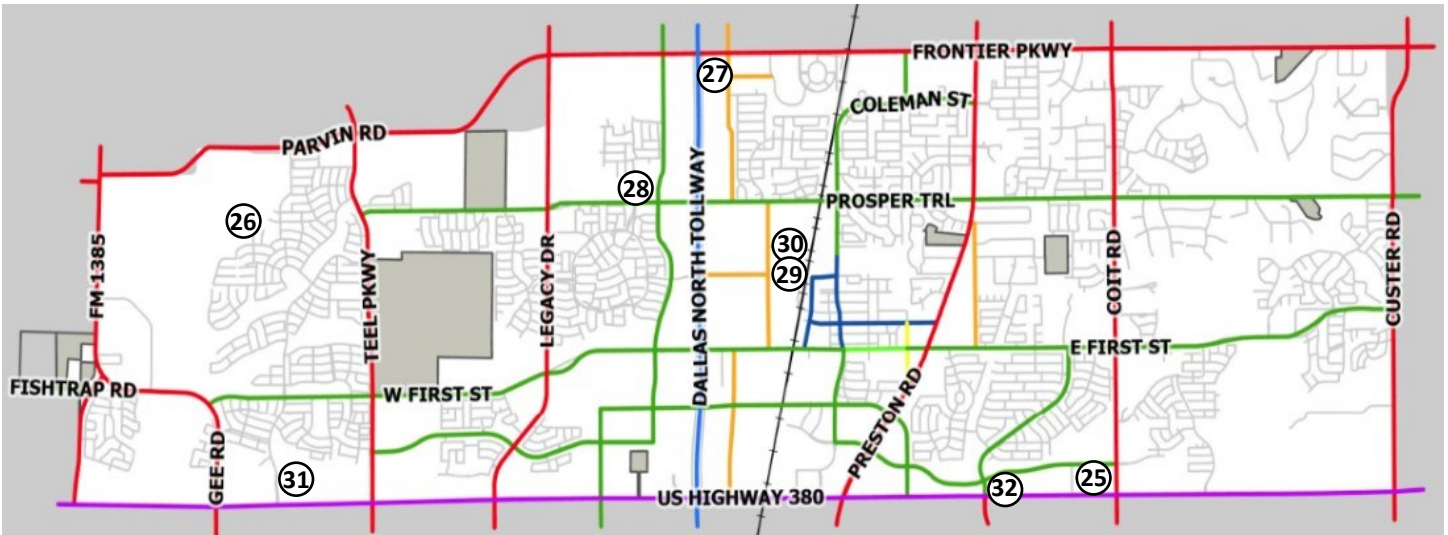 FRONTIER PKWY
27
COLEMAN ST
PARVIN RD
28
PROSPER TRL
26
30
29
FM 1385
TEEL PKWY
LEGACY DR
DALLAS NORTH TOLLWAY
COIT RD
CUSTER RD
E FIRST ST
FISHTRAP RD
W FIRST ST
PRESTON RD
GEE RD
31
32
25
US HIGHWAY 380